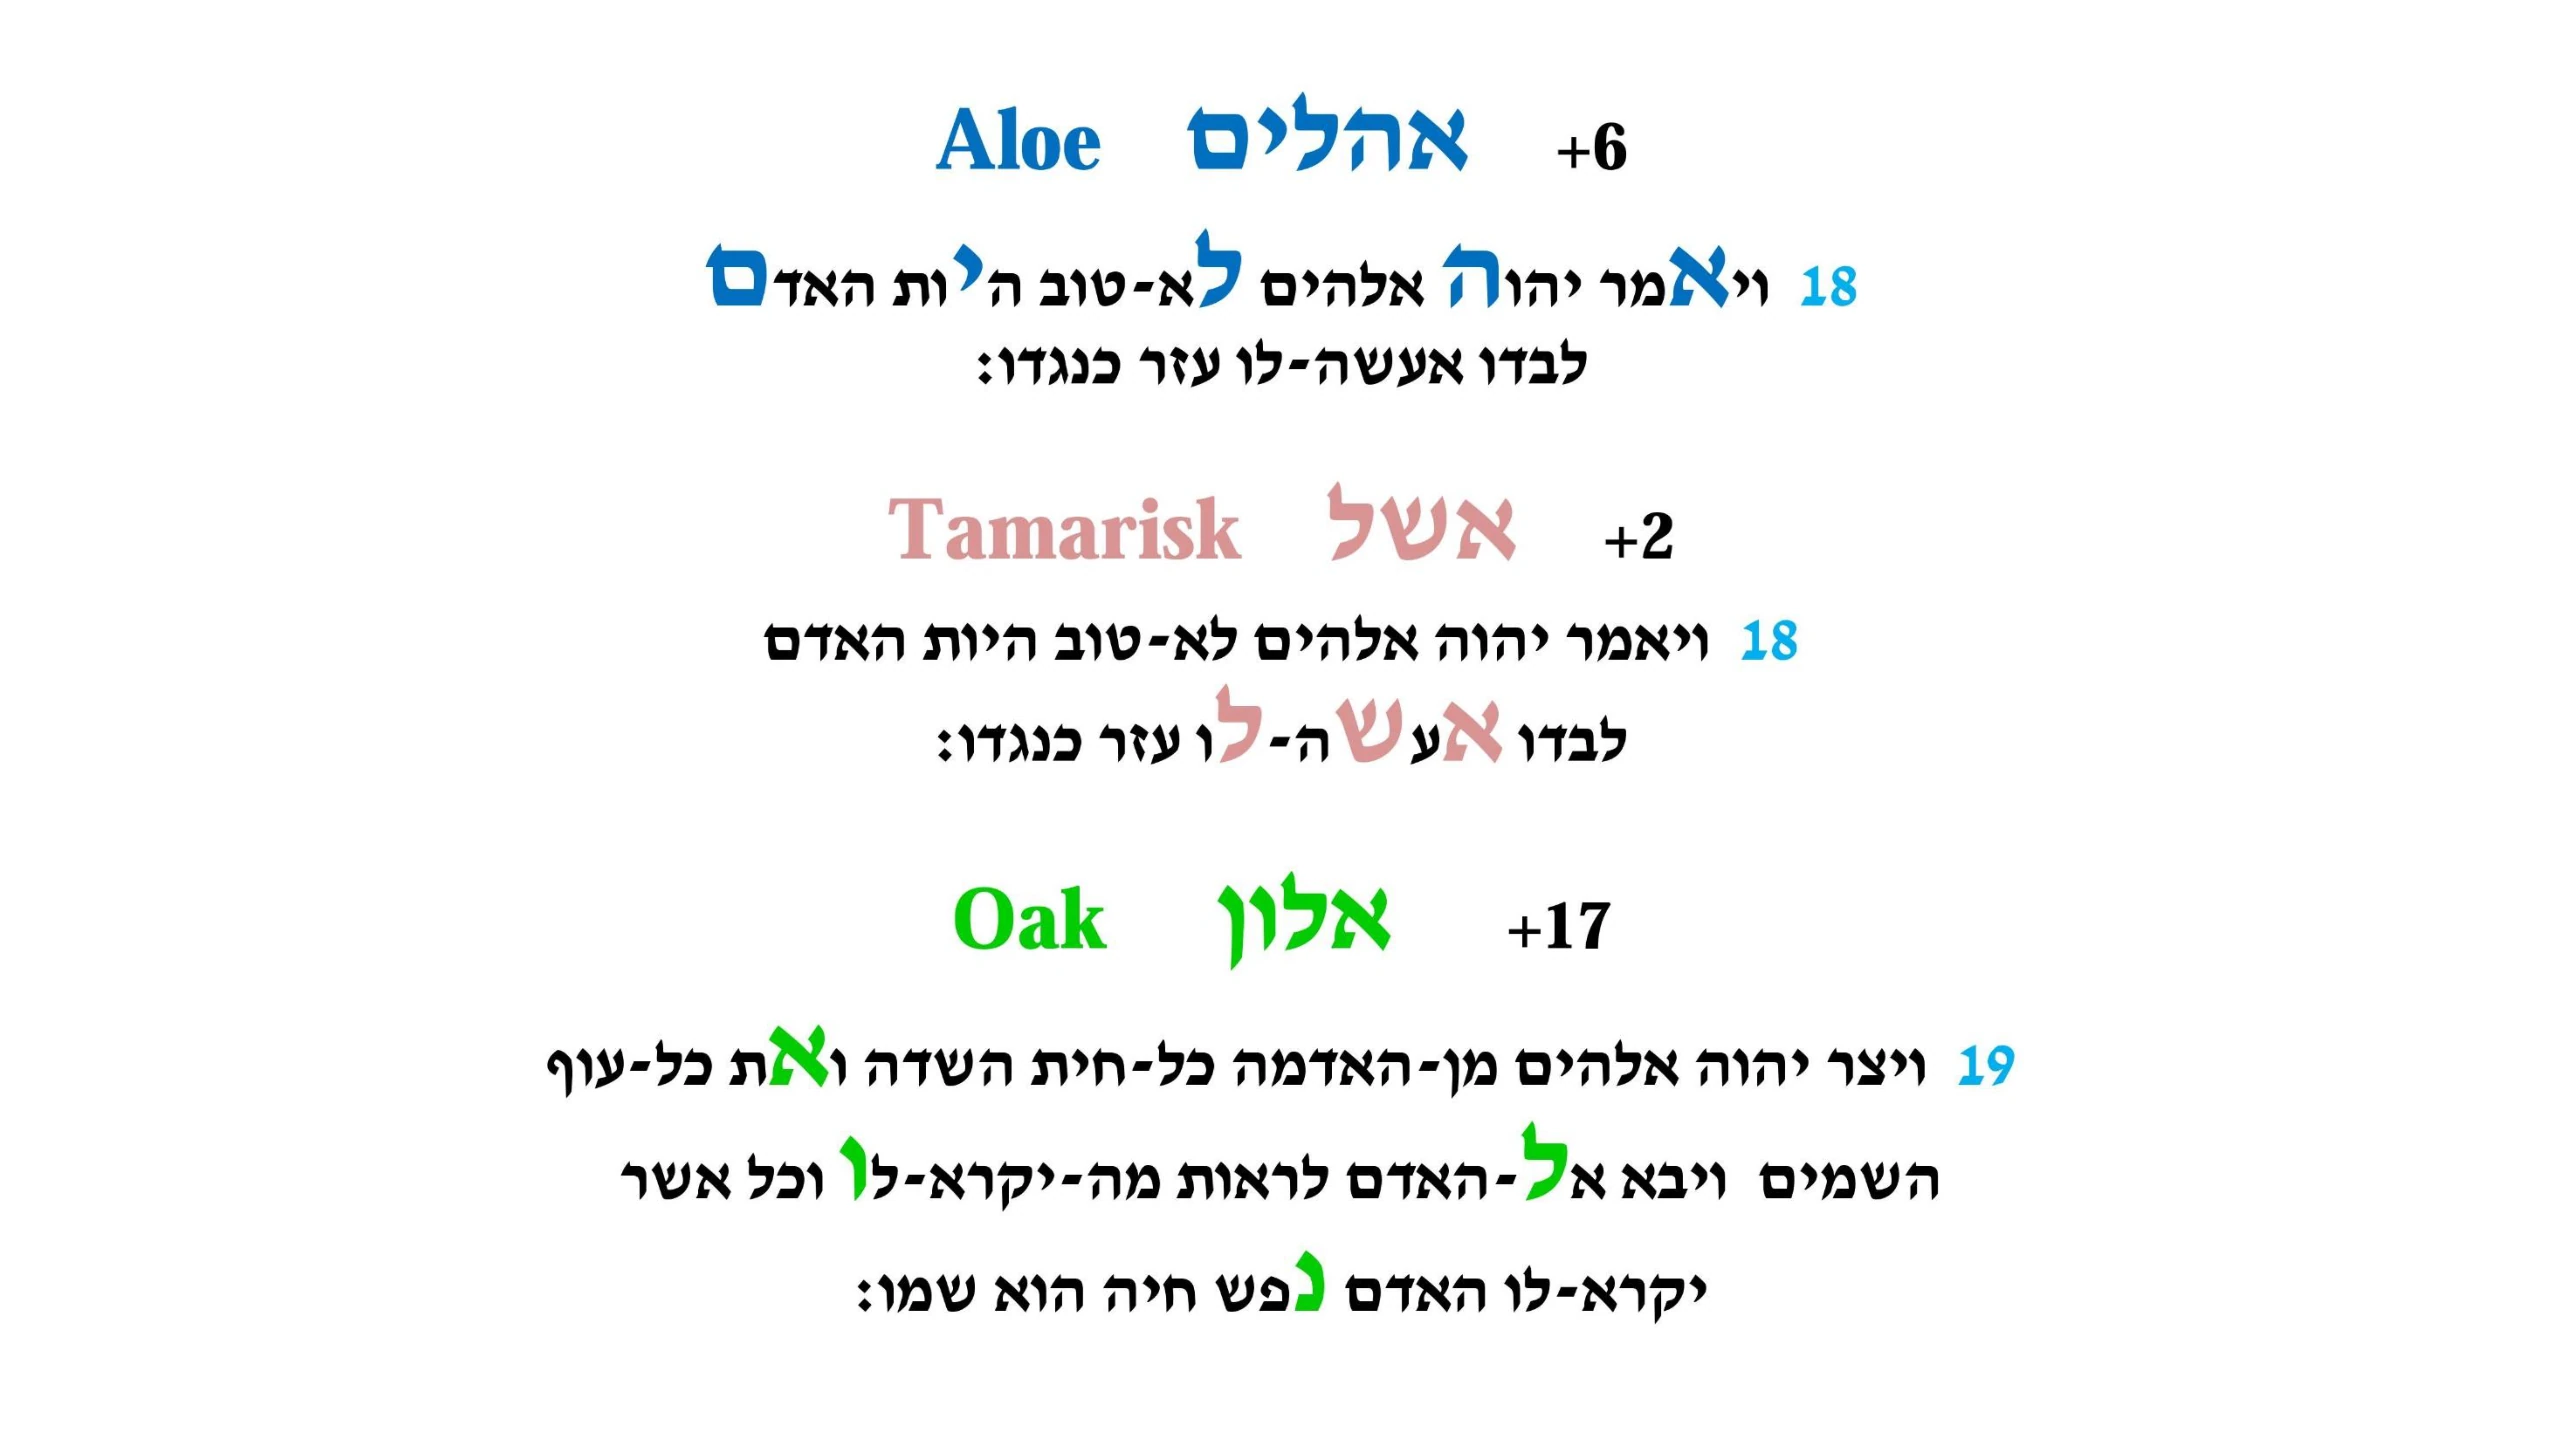 Aloe אהלים +6
18 ויאמר יהוה אלהים לא-טוב היות האדם
לבדו אעשה-לו עזר כנגדו:
Tamarisk אשל +2
18 ויאמר יהוה אלהים לא-טוב היות האדם
לבדו אעשה-לו עזר כנגדו:
Oak אלון +17
19 ויצר יהוה אלהים מן-האדמה כל-חית השדה ואת כל-עוף
השמים ויבא אל-האדם לראות מה-יקרא-לו וכל אשר
יקרא-לו האדם נפש חיה הוא שמו: